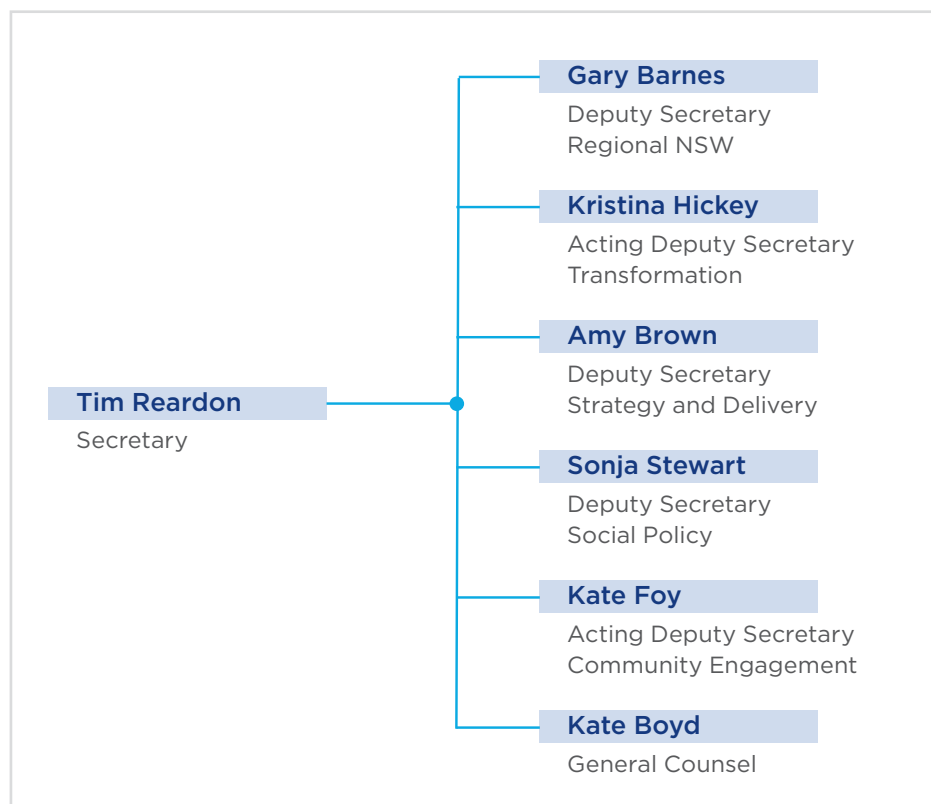 Gary Barnes
Deputy Secretary
Regional NSW
Kristina Hickey
Acting Deputy Secretary
Transformation
Amy Brown
Deputy Secretary
Strategy and Delivery
Tim Reardon
Secretary
Sonja Stewart
Deputy Secretary
Social Policy
Kate Foy
Acting Deputy Secretary
Community Engagement
Kate Boyd
General Counsel